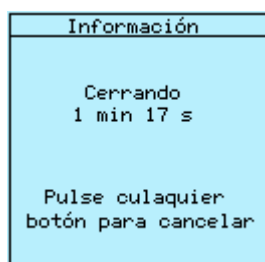 Información
Cerrando
1 min 17 s
Pulse culaquier
botón para cancelar